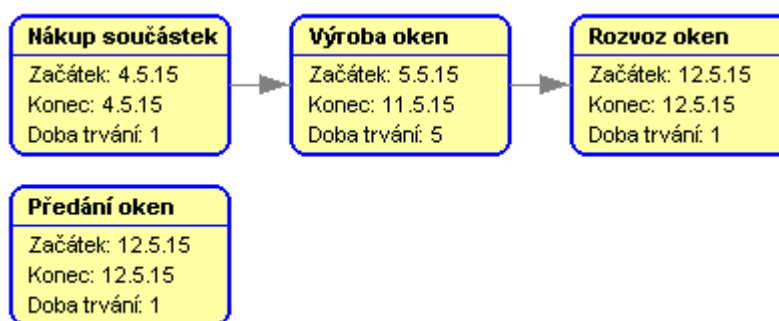 Nákup součástek
Začátek: 4.5.15
Konec: 4.5.15
Doba trvání: 1
Výroba oken
Začátek: 5.5.15
Konec: 11.5.15
Doba trvání: 5
Rozvoz oken
Začátek: 12.5.15
Konec: 12.5.15
Doba trvání: 1
Předání oken
Začátek: 12.5.15
Konec: 12.5.15
Doba trvání: 1